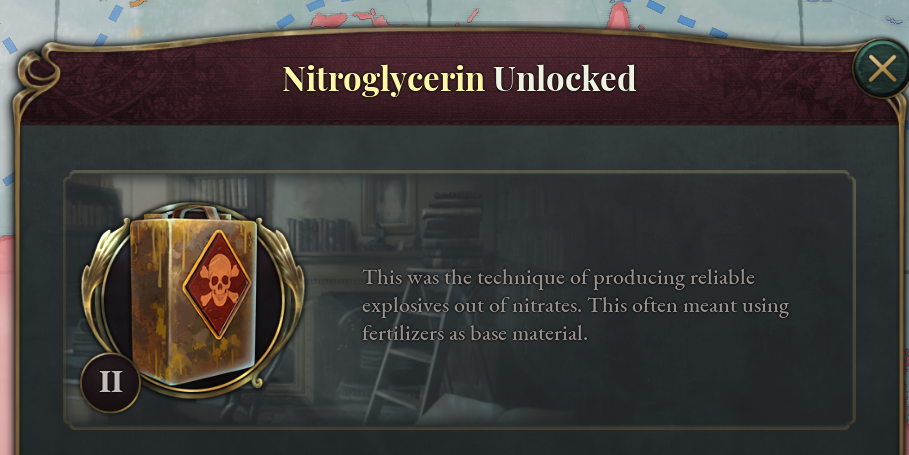 Nitroglycerin Unlocked
This was the technique of producing reliable
explosives out of nitrates. This often meant using
fertilizers as base material.
II